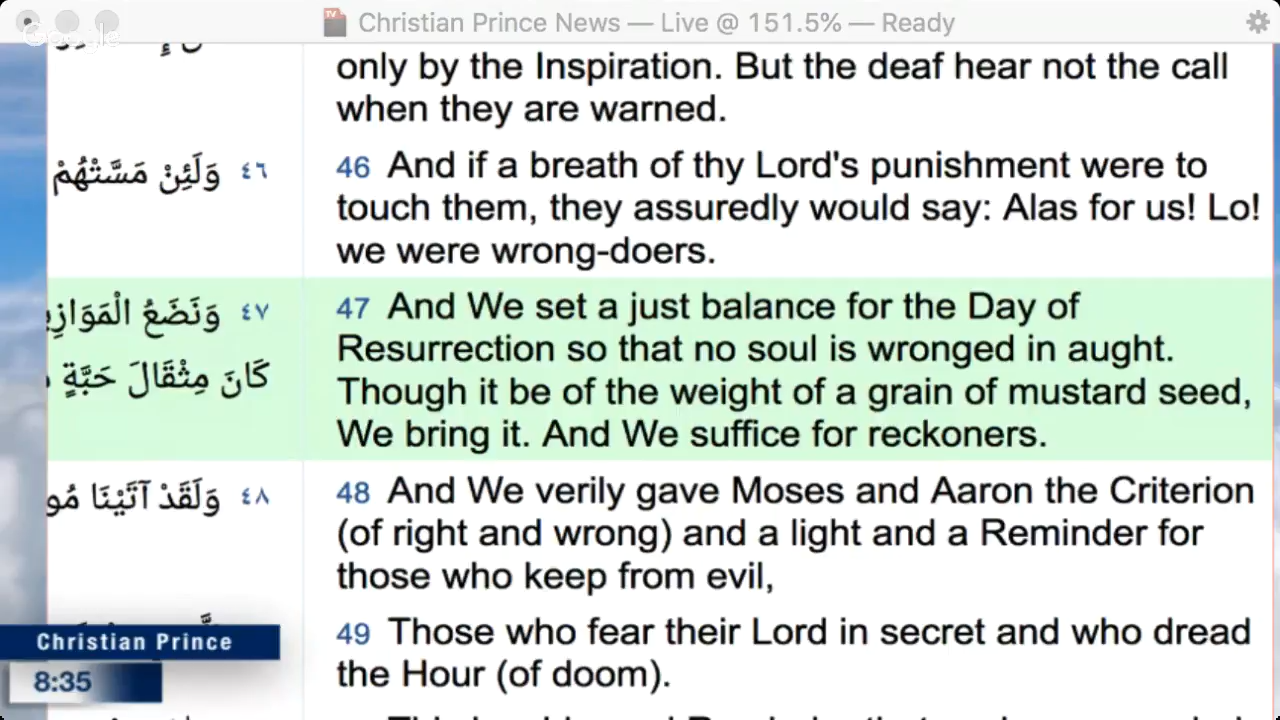 Christian Prince News — Live @ 151.5% — Ready
Google
only by the Inspiration. But the deaf hear not the call
when they are warned.
٤٦ وَلَئِنْ مَسَّتْهُمْ
46 And if a breath of thy Lord's punishment were to
touch them, they assuredly would say: Alas for us! Lo!
we were wrong-doers.
٤٧ وَنَضَعُ
كَانَ مِثْقَالَ حَبَّةٍ
47 And We set a just balance for the Day of
Resurrection so that no soul is wronged in aught.
Though it be of the weight of a grain of mustard seed,
We bring it. And We suffice for reckoners.
٤٨ وَلَقَدْ آتَيْنَا
48 And We verily gave Moses and Aaron the Criterion
(of right and wrong) and a light and a Reminder for
those who keep from evil,
49 Those who fear their Lord in secret and who dread
the Hour (of doom).
Christian Prince
8:35